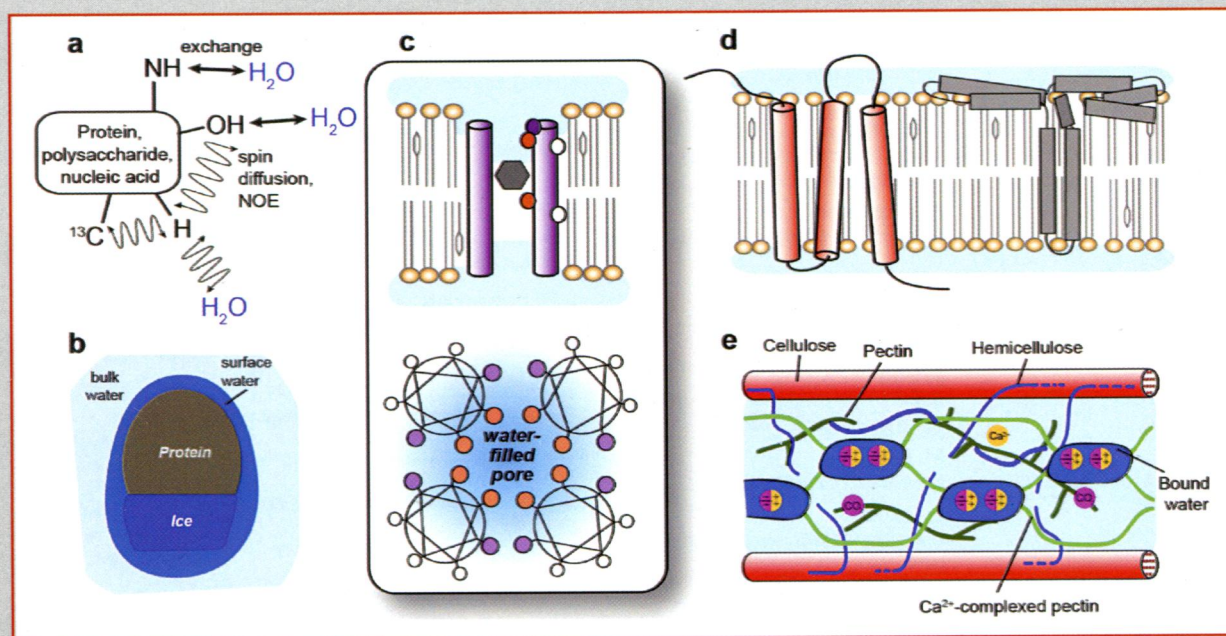 a
exchange
NH
H₂O
OH
H₂O
Protein,
polysaccharide,
nucleic acid
spin
diffusion,
NOE
¹³C
H
H₂O
b
bulk
water
surface
water
Protein
Ice
c
water-
filled
pore
d
e
Cellulose
Pectin
Hemicellulose
Bound
water
Ca²⁺-complexed pectin